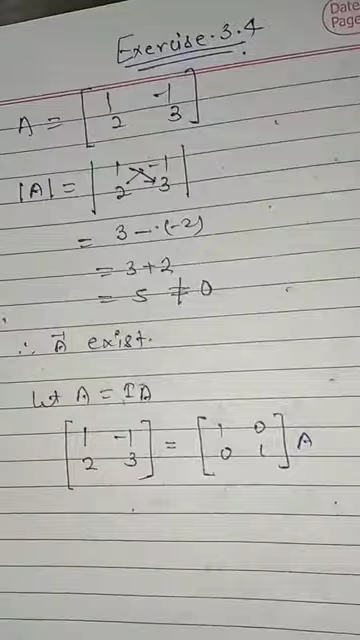 Date
Page
Exercise.3.4
A = [1 -1
2 3]
|A| = |1 -1
2 3|
= 3 - (-2)
= 3+2
= 5 ≠ 0
∴ A⁻ exist.
Let A = IA
[1 -1
2 3] = [1 0
0 1] A